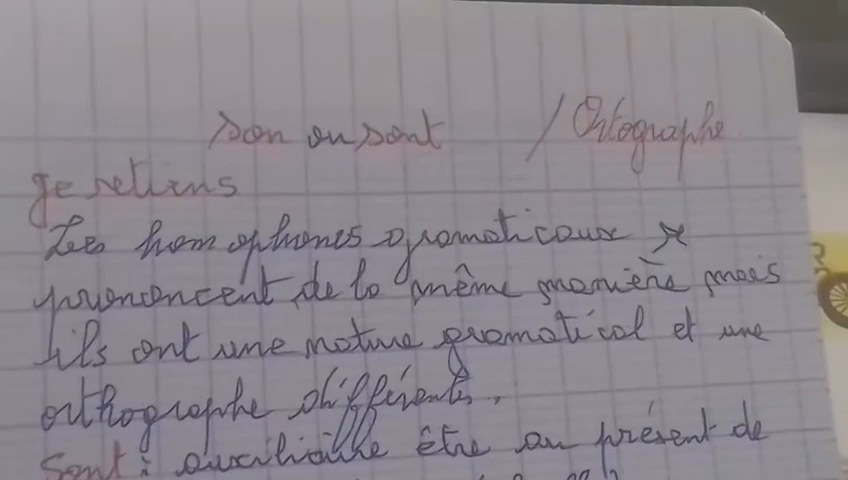 son ou sont / Ortographe
Je retiens
Les homophones gramaticaux se
prononcent de la même manière mais
ils ont une nature gramatical et une
orthographe différents.
Sont : auxiliaire être au présent de